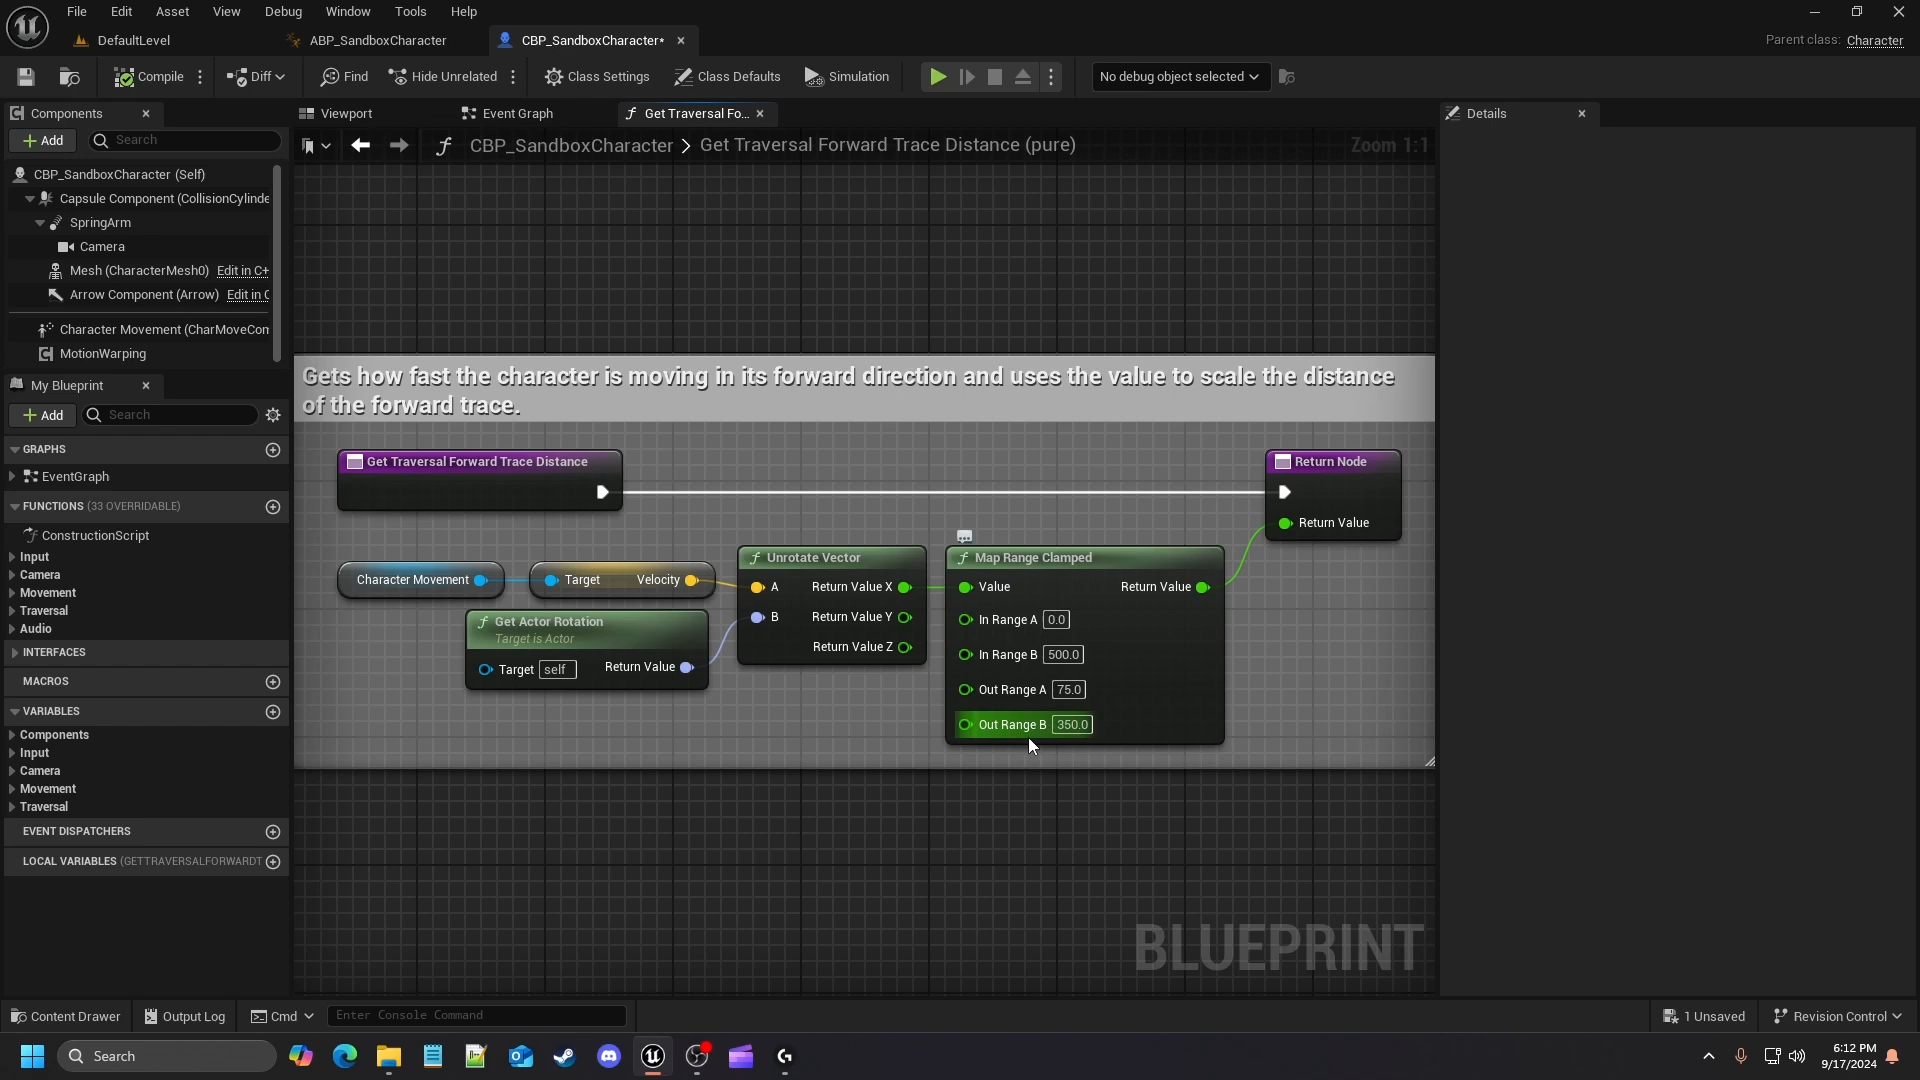 File Edit Asset View Debug Window Tools Help
DefaultLevel ABP_SandboxCharacter CBP_SandboxCharacter* Parent class: Character
Compile Diff Find Hide Unrelated Class Settings Class Defaults Simulation No debug object selected
Components Viewport Event Graph Get Traversal Fo... Details
Add Search
CBP_SandboxCharacter > Get Traversal Forward Trace Distance (pure) Zoom 1:1
CBP_SandboxCharacter (Self)
Capsule Component (CollisionCylinde
SpringArm
Camera
Mesh (CharacterMesh0) Edit in C+
Arrow Component (Arrow) Edit in C
Character Movement (CharMoveCom
MotionWarping
My Blueprint
Add Search
GRAPHS
EventGraph
FUNCTIONS (33 OVERRIDABLE)
ConstructionScript
Input
Camera
Movement
Traversal
Audio
INTERFACES
MACROS
VARIABLES
Components
Input
Camera
Movement
Traversal
EVENT DISPATCHERS
LOCAL VARIABLES (GETTRAVERSALFORWARDT
Gets how fast the character is moving in its forward direction and uses the value to scale the distance
of the forward trace.
Get Traversal Forward Trace Distance
Return Node
Return Value
Character Movement
Target Velocity
Get Actor Rotation
Target is Actor
Target self Return Value
Unrotate Vector
A Return Value X
B Return Value Y
Return Value Z
Map Range Clamped
Value Return Value
In Range A 0.0
In Range B 500.0
Out Range A 75.0
Out Range B 350.0
BLUEPRINT
Content Drawer Output Log Cmd Enter Console Command 1 Unsaved Revision Control
Search
6:12 PM
9/17/2024